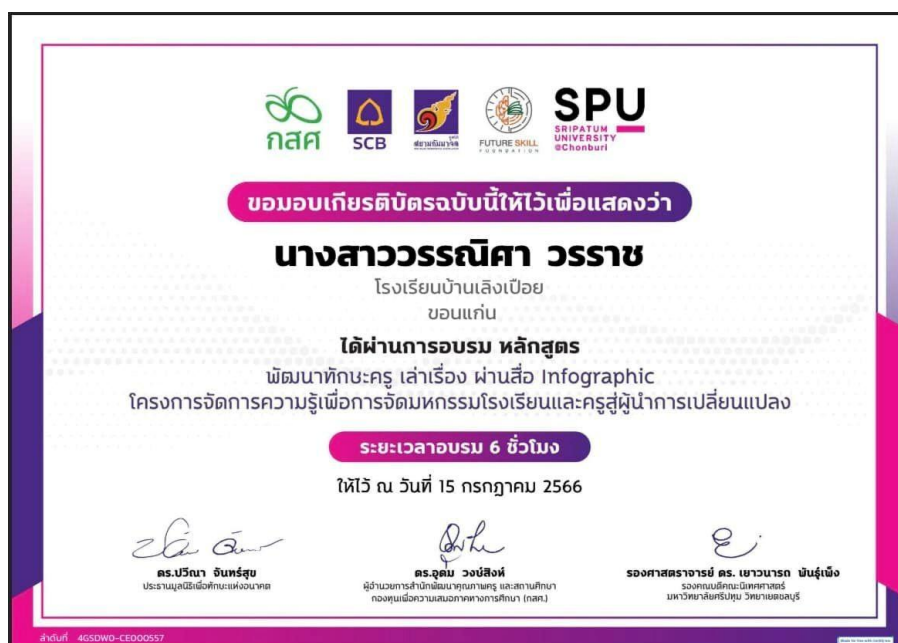 กสศ
SCB
มูลนิธิ
สยามกัมมาจล
FUTURE SKILL
FOUNDATION
SPU
SRIPATUM
UNIVERSITY
@Chonburi
ขอมอบเกียรติบัตรฉบับนี้ให้ไว้เพื่อแสดงว่า
นางสาววรรณิศา วรราช
โรงเรียนบ้านเลิงเปือย
ขอนแก่น
ได้ผ่านการอบรม หลักสูตร
พัฒนาทักษะครู เล่าเรื่อง ผ่านสื่อ Infographic
โครงการจัดการความรู้เพื่อการจัดมหกรรมโรงเรียนและครูสู่ผู้นำการเปลี่ยนแปลง
ระยะเวลาอบรม 6 ชั่วโมง
ให้ไว้ ณ วันที่ 15 กรกฎาคม 2566
ดร.ปวีณา จันทร์สุข
ประธานมูลนิธิเพื่อทักษะแห่งอนาคต
ดร.อุดม วงษ์สิงห์
ผู้อำนวยการสำนักพัฒนาคุณภาพครู และสถานศึกษา
กองทุนเพื่อความเสมอภาคทางการศึกษา (กสศ.)
รองศาสตราจารย์ ดร. เยาวนารถ พันธุ์เพ็ง
รองคณบดีคณะนิเทศศาสตร์
มหาวิทยาลัยศรีปทุม วิทยาเขตชลบุรี
ลำดับที่ 4GSDWO-CE000557